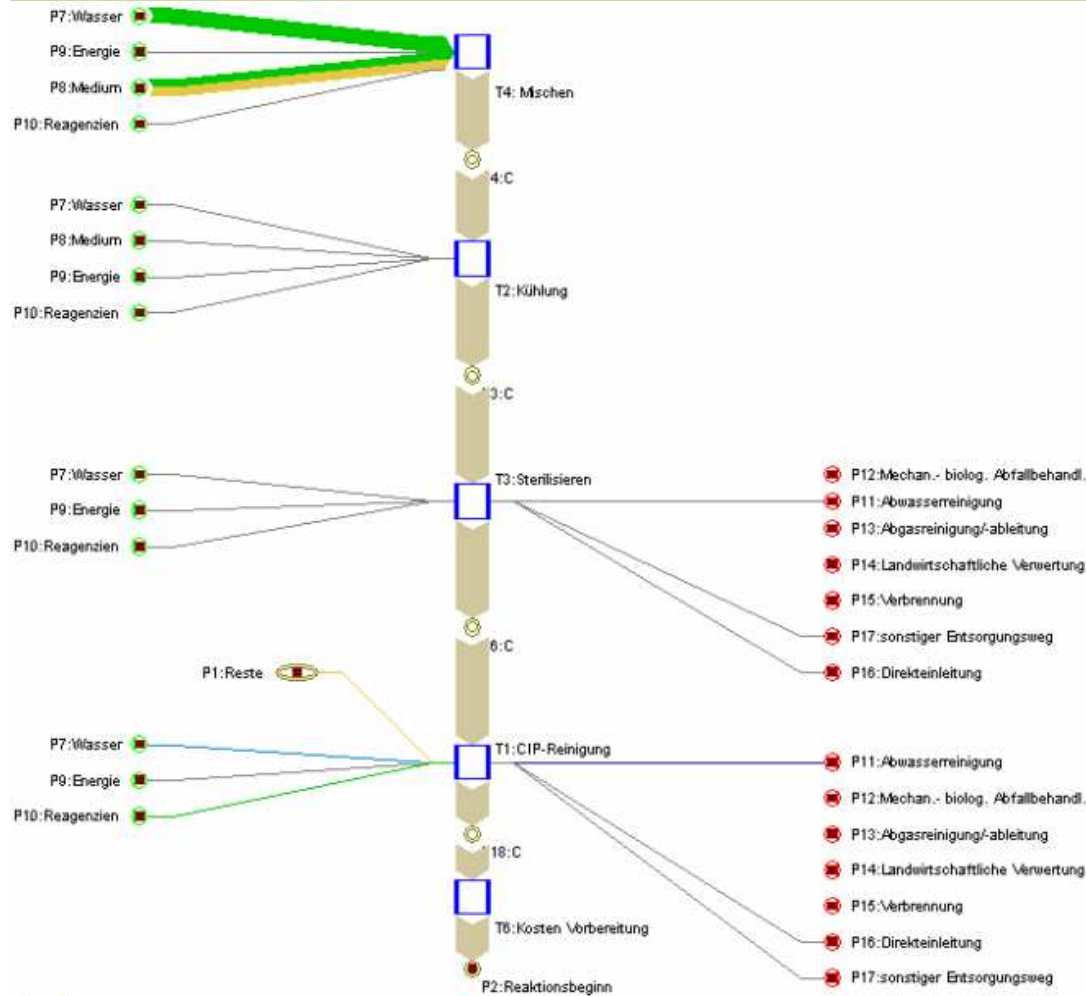 P7:Wasser
P9:Energie
P8:Medium
P10:Reagenzien
T4: Mischen
4:C
P7:Wasser
P8:Medium
P9:Energie
P10:Reagenzien
T2:Kühlung
3:C
P7:Wasser
P9:Energie
P10:Reagenzien
T3:Sterilisieren
P12:Mechan.- biolog. Abfallbehandl.
P11:Abwasserreinigung
P13:Abgasreinigung/-ableitung
P14:Landwirtschaftliche Verwertung
P15:Verbrennung
P17:sonstiger Entsorgungsweg
P16:Direkteinleitung
6:C
P1:Reste
P7:Wasser
P9:Energie
P10:Reagenzien
T1:CIP-Reinigung
P11:Abwasserreinigung
P12:Mechan.- biolog. Abfallbehandl.
P13:Abgasreinigung/-ableitung
P14:Landwirtschaftliche Verwertung
P15:Verbrennung
P16:Direkteinleitung
P17:sonstiger Entsorgungsweg
18:C
T6:Kosten Vorbereitung
P2:Reaktionsbeginn